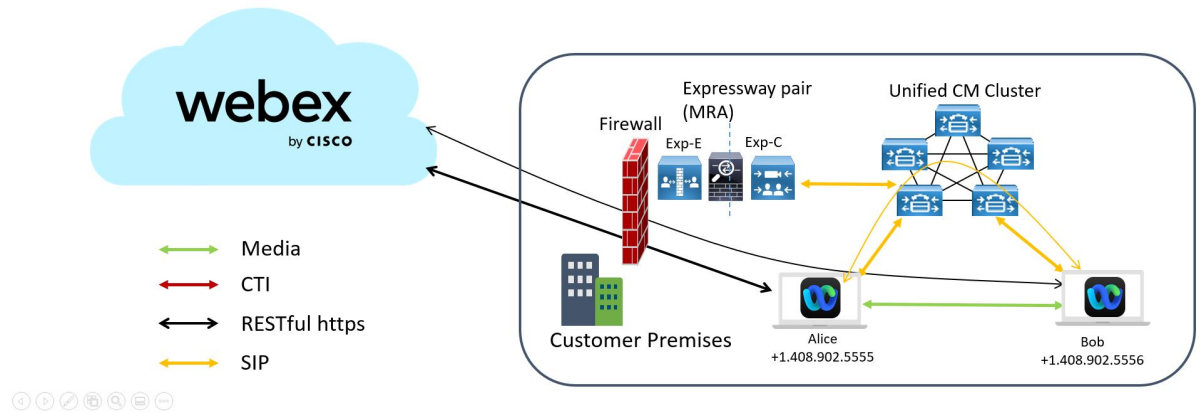 webex
by CISCO
Expressway pair
(MRA)
Unified CM Cluster
Firewall
Exp-E
Exp-C
Media
CTI
RESTful https
SIP
Customer Premises
Alice
+1.408.902.5555
Bob
+1.408.902.5556